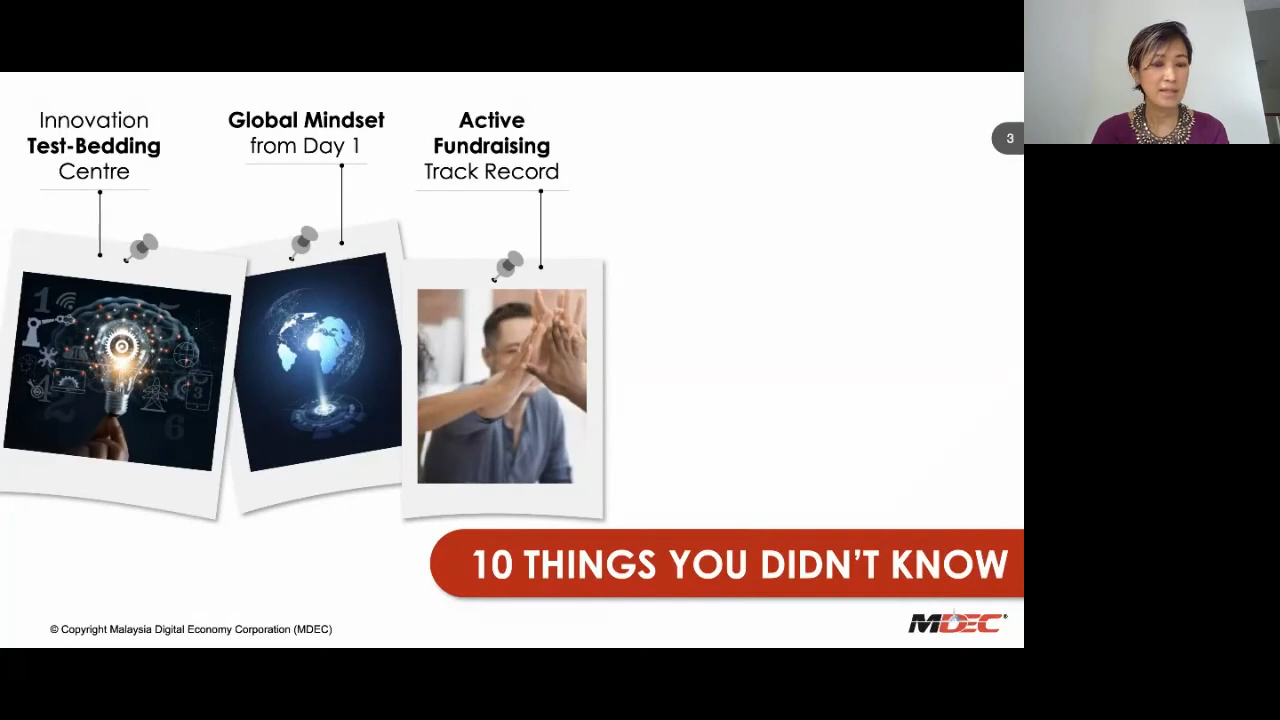 Innovation
Test-Bedding
Centre
Global Mindset
from Day 1
Active
Fundraising
Track Record
3
10 THINGS YOU DIDN'T KNOW
© Copyright Malaysia Digital Economy Corporation (MDEC)
MDEC®